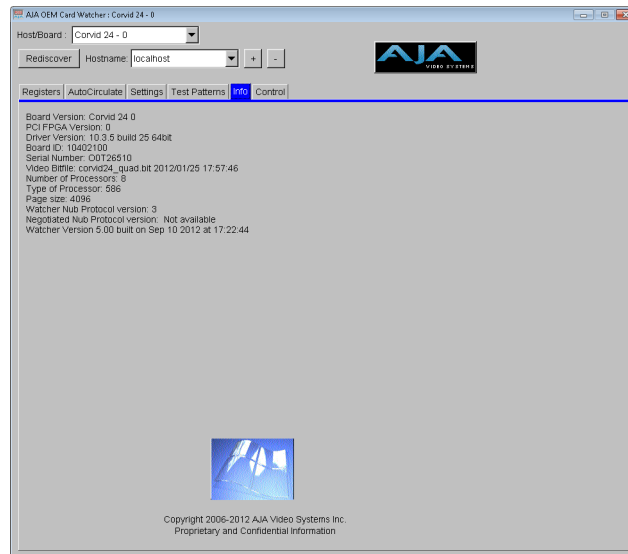 AJA OEM Card Watcher : Corvid 24 - 0
Host/Board : Corvid 24 - 0
Rediscover Hostname: localhost + -
AJA
VIDEO SYSTEMS
Registers AutoCirculate Settings Test Patterns Info Control
Board Version: Corvid 24 0
PCI FPGA Version: 0
Driver Version: 10.3.5 build 25 64bit
Board ID: 10402100
Serial Number: O0T26510
Video Bitfile: corvid24_quad.bit 2012/01/25 17:57:46
Number of Processors: 8
Type of Processor: 586
Page size: 4096
Watcher Nub Protocol version: 3
Negotiated Nub Protocol version: Not available
Watcher Version 5.00 built on Sep 10 2012 at 17:22:44
Copyright 2006-2012 AJA Video Systems Inc.
Proprietary and Confidential Information